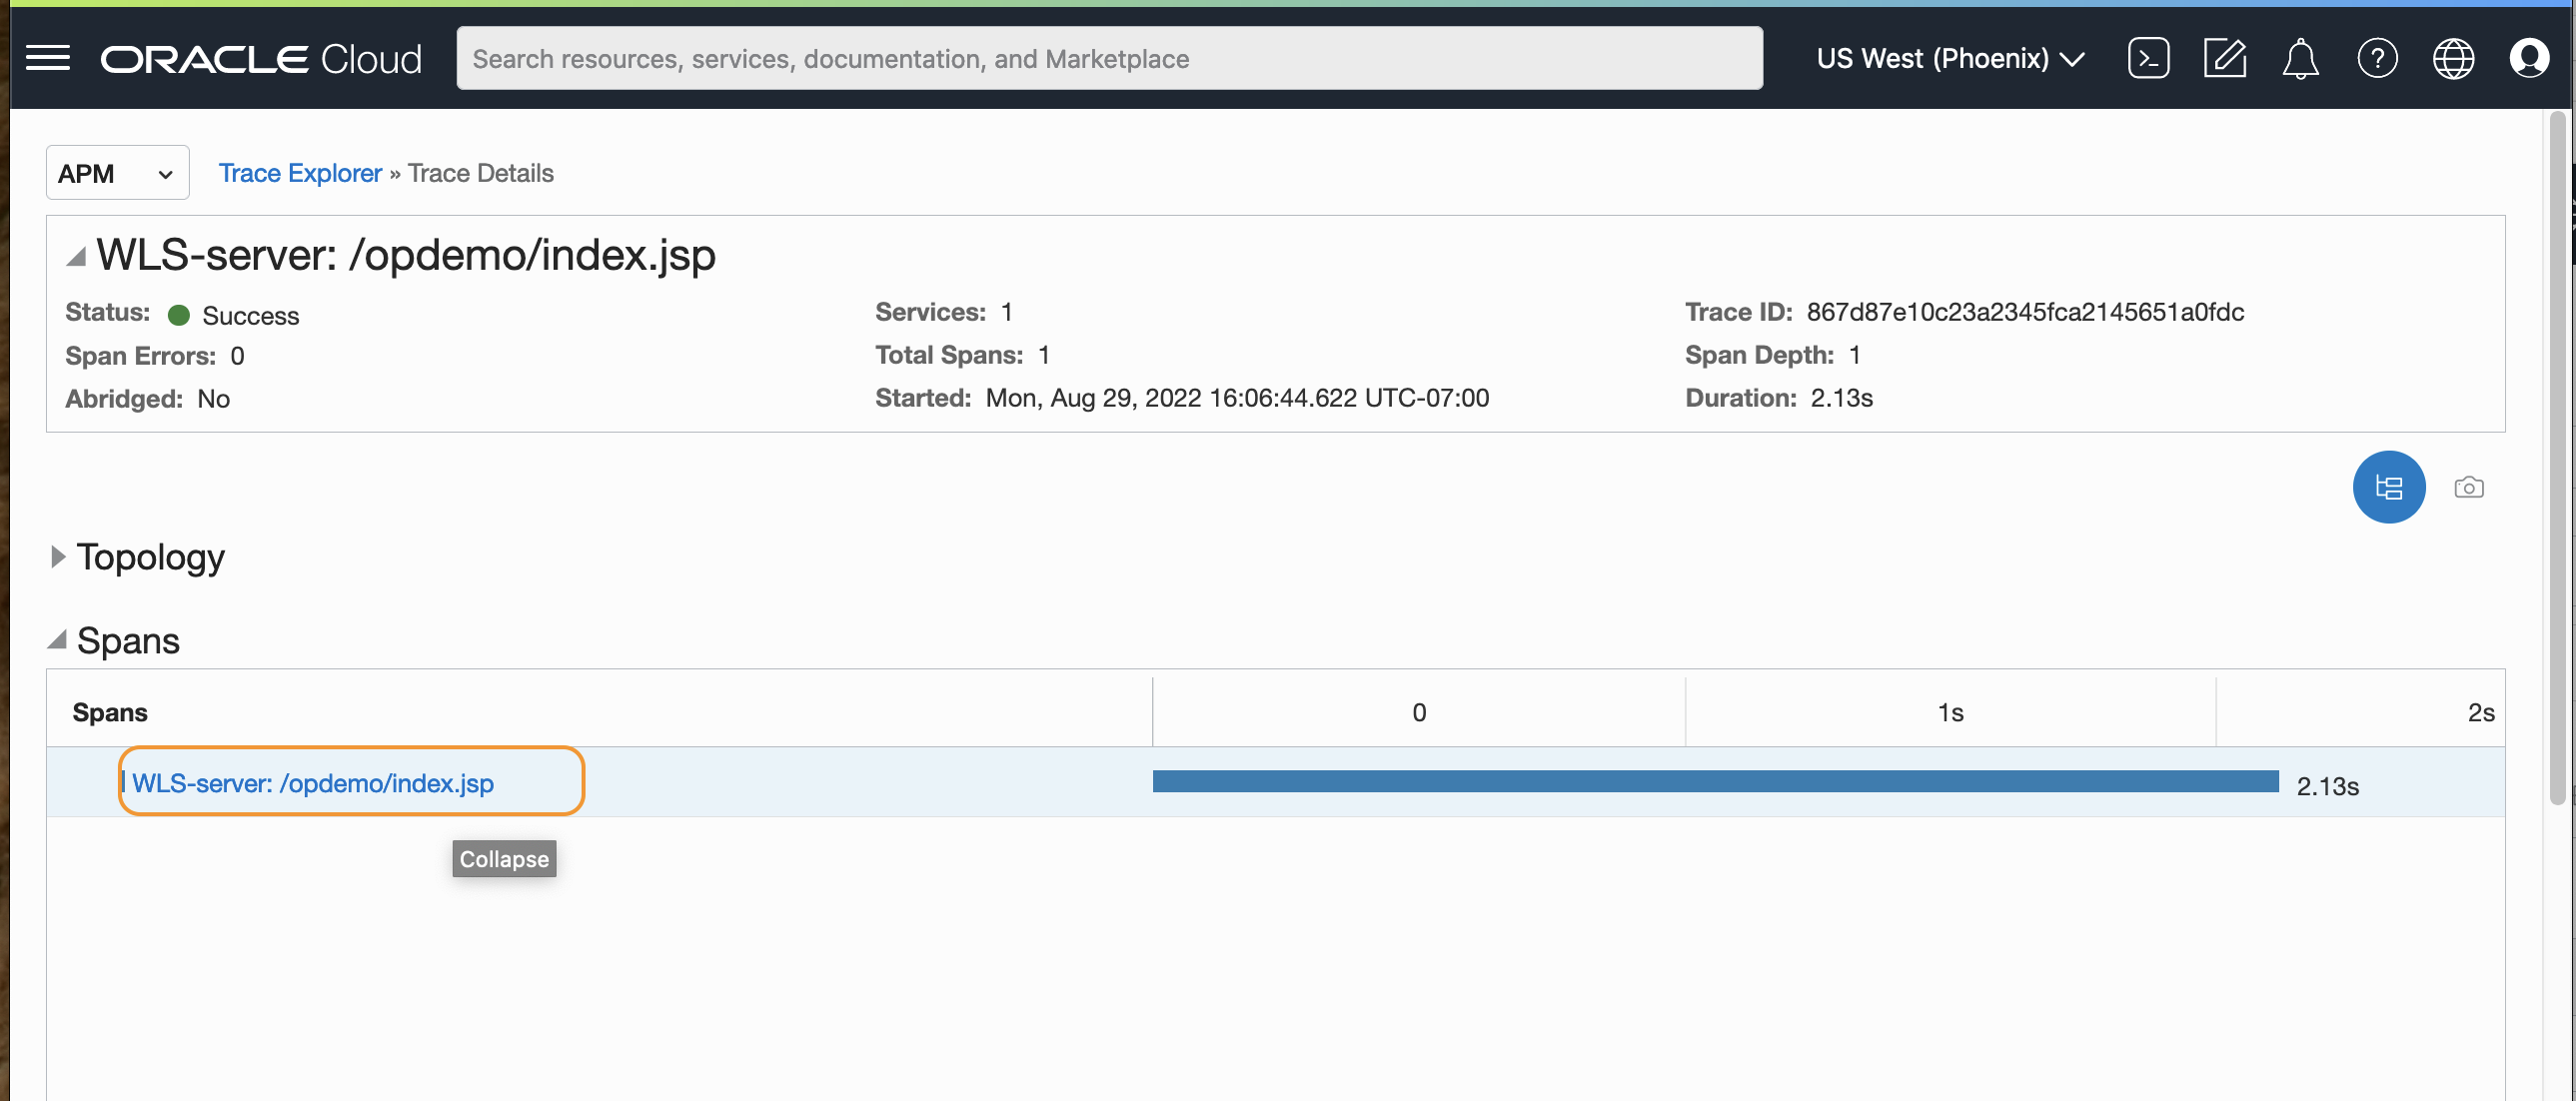 ORACLE Cloud
Search resources, services, documentation, and Marketplace
US West (Phoenix)
APM
Trace Explorer » Trace Details
WLS-server: /opdemo/index.jsp
Status: Success
Services: 1
Trace ID: 867d87e10c23a2345fca2145651a0fdc
Span Errors: 0
Total Spans: 1
Span Depth: 1
Abridged: No
Started: Mon, Aug 29, 2022 16:06:44.622 UTC-07:00
Duration: 2.13s
Topology
Spans
Spans 0 1s 2s
WLS-server: /opdemo/index.jsp 2.13s
Collapse